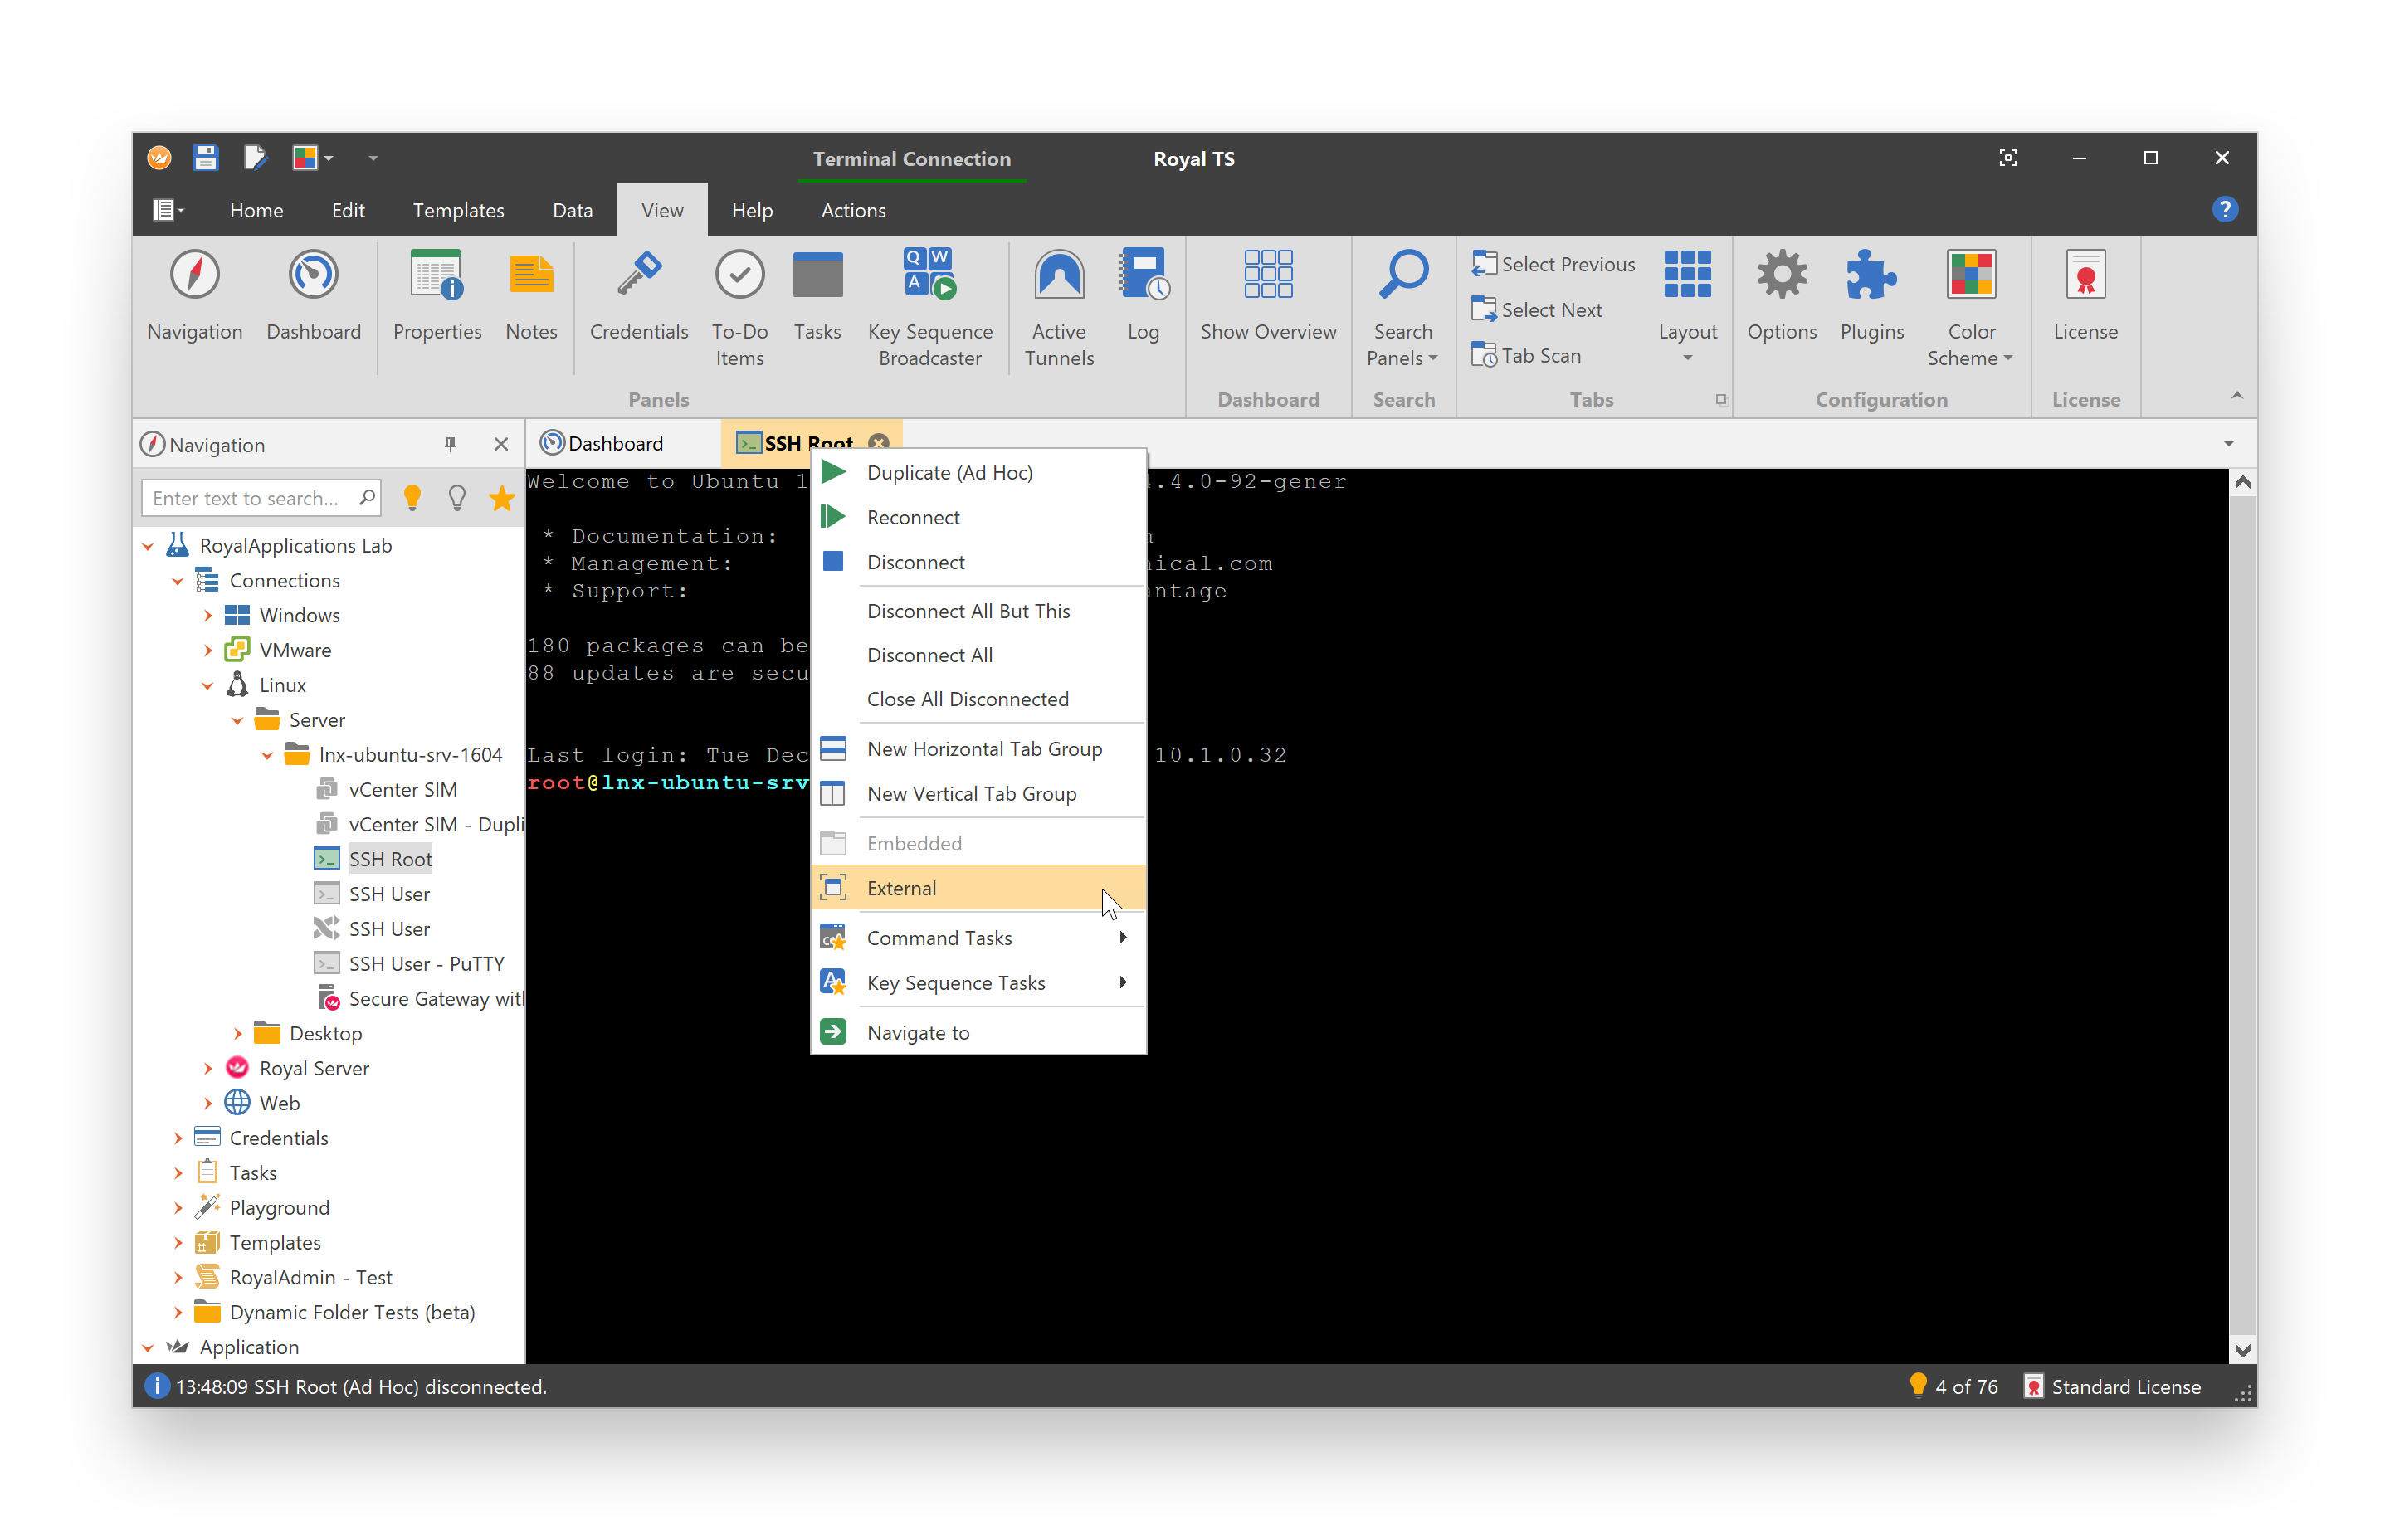 Terminal Connection
Royal TS
Home Edit Templates Data View Help Actions
?
Navigation
Dashboard
Properties
Notes
Credentials
To-Do
Items
Tasks
Q W
A
Key Sequence
Broadcaster
Active
Tunnels
Log
Panels
Show Overview
Dashboard
Search
Panels
Search
Select Previous
Select Next
Tab Scan
Layout
Tabs
Options
Plugins
Color
Scheme
Configuration
License
License
Navigation
Enter text to search...
RoyalApplications Lab
Connections
Windows
VMware
Linux
Server
lnx-ubuntu-srv-1604
vCenter SIM
vCenter SIM - Dupli
SSH Root
SSH User
SSH User
SSH User - PuTTY
Secure Gateway with
Desktop
Royal Server
Web
Credentials
Tasks
Playground
Templates
RoyalAdmin - Test
Dynamic Folder Tests (beta)
Application
Dashboard
SSH Root
Welcome to Ubuntu 1 .4.0-92-gener
* Documentation:
* Management: ical.com
* Support: ntage
180 packages can be
88 updates are secu
Last login: Tue Dec 10.1.0.32
root@lnx-ubuntu-srv
Duplicate (Ad Hoc)
Reconnect
Disconnect
Disconnect All But This
Disconnect All
Close All Disconnected
New Horizontal Tab Group
New Vertical Tab Group
Embedded
External
Command Tasks
Key Sequence Tasks
Navigate to
13:48:09 SSH Root (Ad Hoc) disconnected.
4 of 76
Standard License